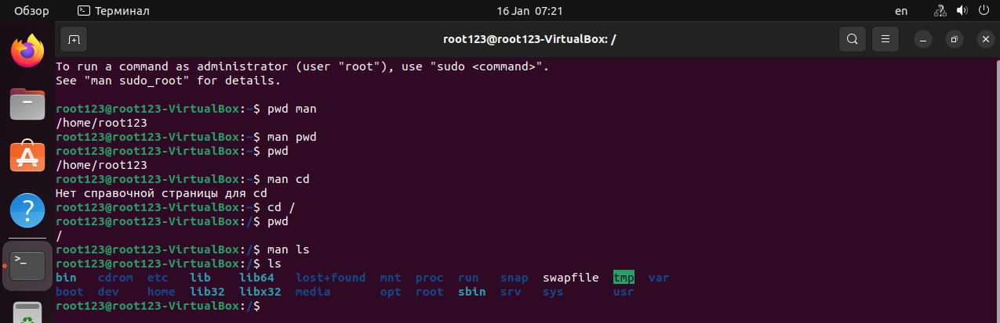 Обзор Терминал 16 Jan 07:21 en
root123@root123-VirtualBox: /
To run a command as administrator (user "root"), use "sudo <command>".
See "man sudo_root" for details.
root123@root123-VirtualBox:~$ pwd man
/home/root123
root123@root123-VirtualBox:~$ man pwd
root123@root123-VirtualBox:~$ pwd
/home/root123
root123@root123-VirtualBox:~$ man cd
Нет справочной страницы для cd
root123@root123-VirtualBox:~$ cd /
root123@root123-VirtualBox:/$ pwd
/
root123@root123-VirtualBox:/$ man ls
root123@root123-VirtualBox:/$ ls
bin cdrom etc lib lib64 lost+found mnt proc run snap swapfile tmp var
boot dev home lib32 libx32 media opt root sbin srv sys usr
root123@root123-VirtualBox:/$